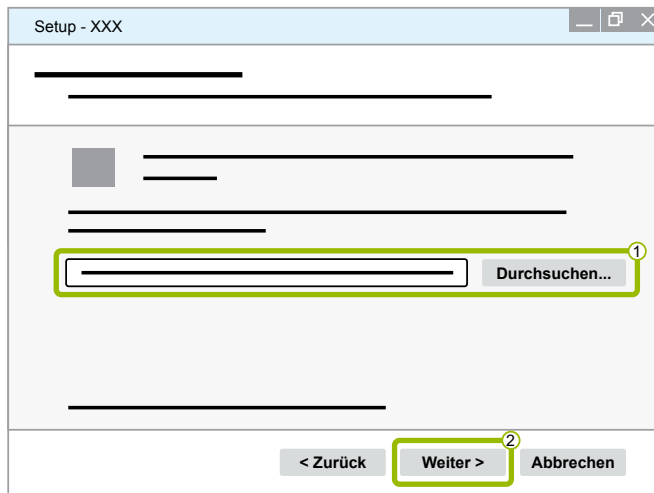 Setup - XXX
1
Durchsuchen...
2
< Zurück Weiter > Abbrechen